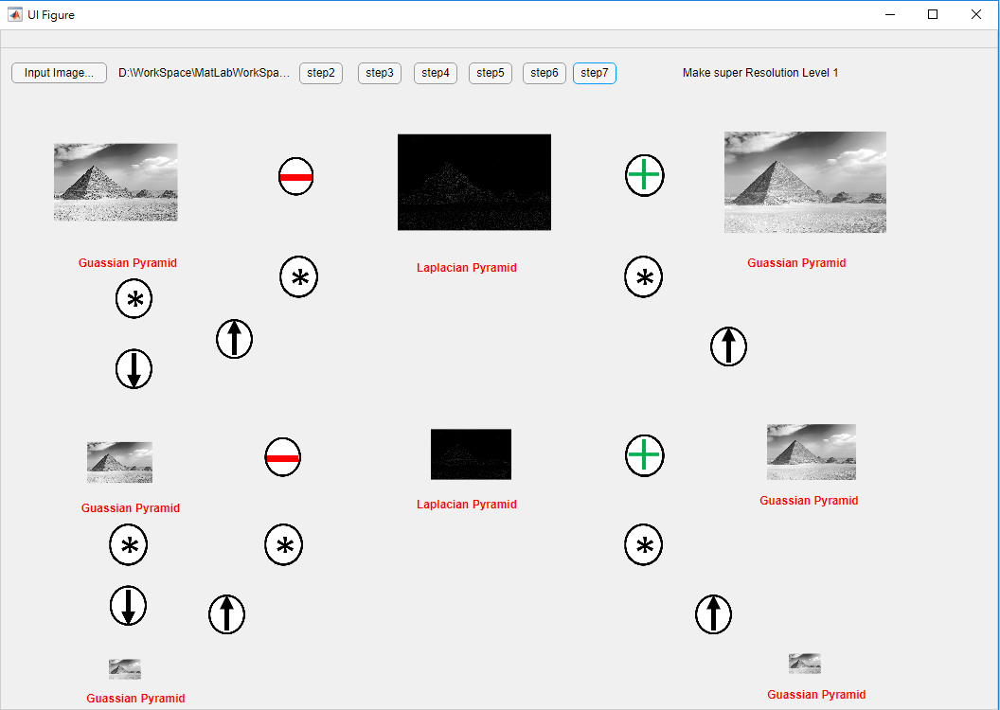 UI Figure
Input Image... D:\WorkSpace\MatLabWorkSpa... step2 step3 step4 step5 step6 step7 Make super Resolution Level 1
Guassian Pyramid Laplacian Pyramid Guassian Pyramid
Guassian Pyramid Laplacian Pyramid Guassian Pyramid
Guassian Pyramid Guassian Pyramid